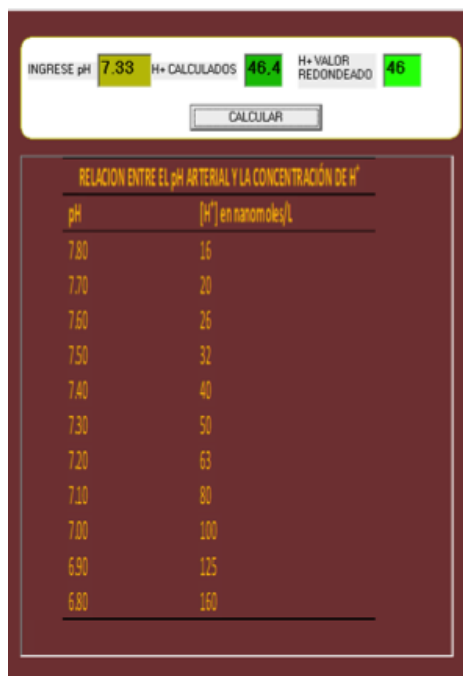 INGRESE pH 7.33 H+ CALCULADOS 46,4 H+ VALOR REDONDEADO 46
CALCULAR
RELACION ENTRE EL pH ARTERIAL Y LA CONCENTRACIÓN DE H⁺
pH [H⁺] en nanomoles/L
7.80 16
7.70 20
7.60 26
7.50 32
7.40 40
7.30 50
7.20 63
7.10 80
7.00 100
6.90 125
6.80 160